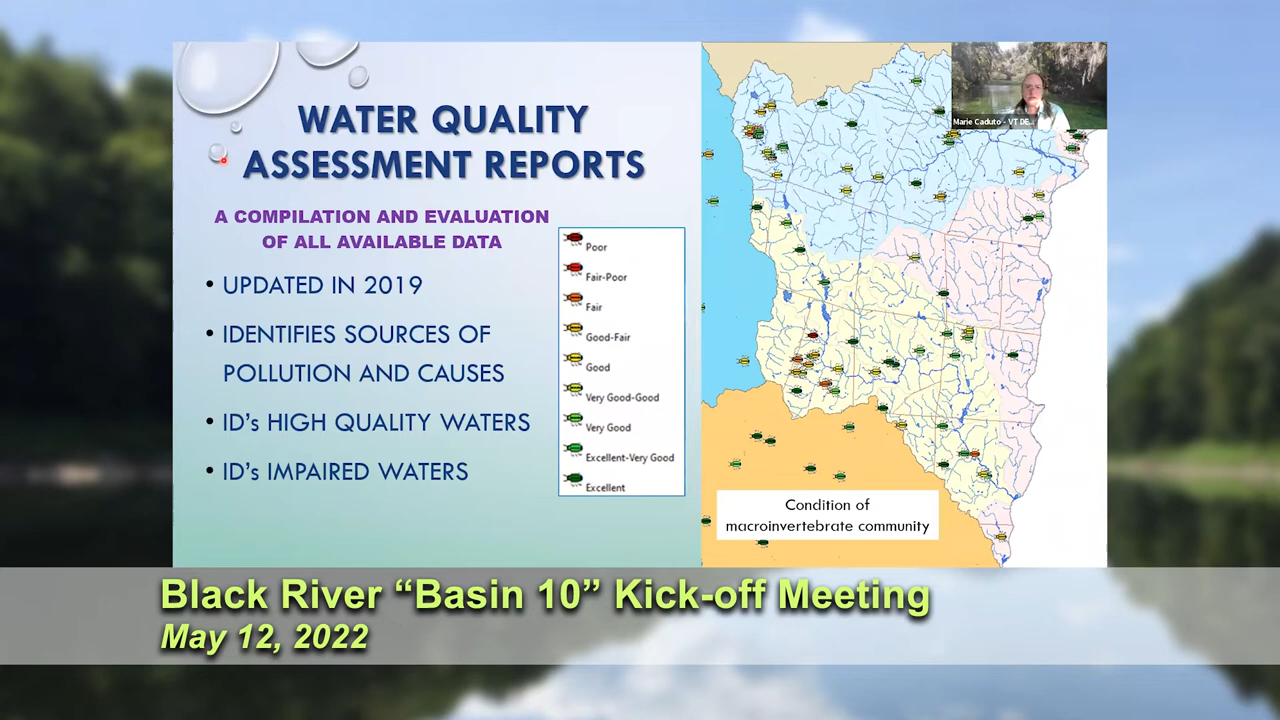 WATER QUALITY
ASSESSMENT REPORTS
A COMPILATION AND EVALUATION
OF ALL AVAILABLE DATA
• UPDATED IN 2019
• IDENTIFIES SOURCES OF
POLLUTION AND CAUSES
• ID's HIGH QUALITY WATERS
• ID's IMPAIRED WATERS
Poor
Fair-Poor
Fair
Good-Fair
Good
Very Good-Good
Very Good
Excellent-Very Good
Excellent
Marie Caduto - VT DE...
Condition of
macroinvertebrate community
Black River “Basin 10” Kick-off Meeting
May 12, 2022